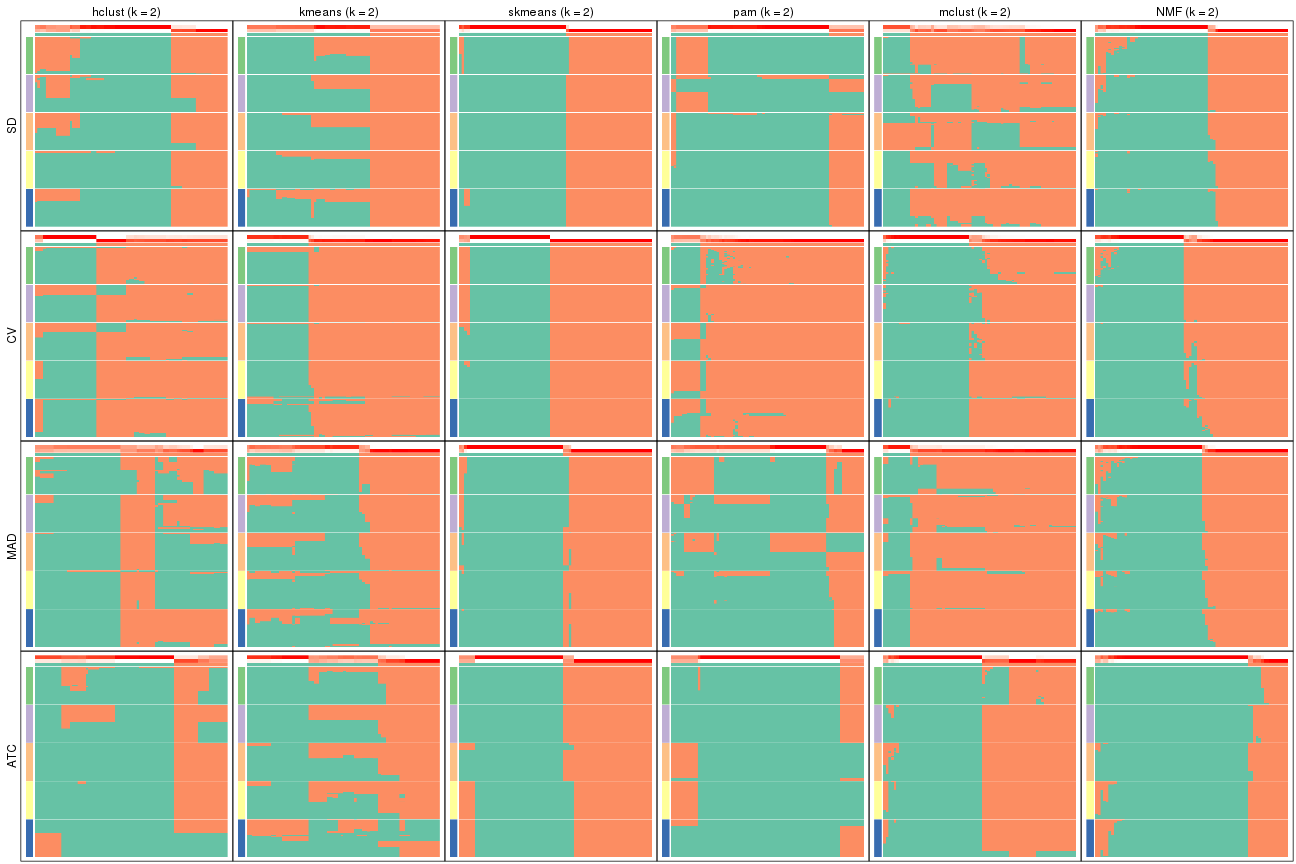 hclust (k = 2)
kmeans (k = 2)
skmeans (k = 2)
pam (k = 2)
mclust (k = 2)
NMF (k = 2)
SD
CV
MAD
ATC